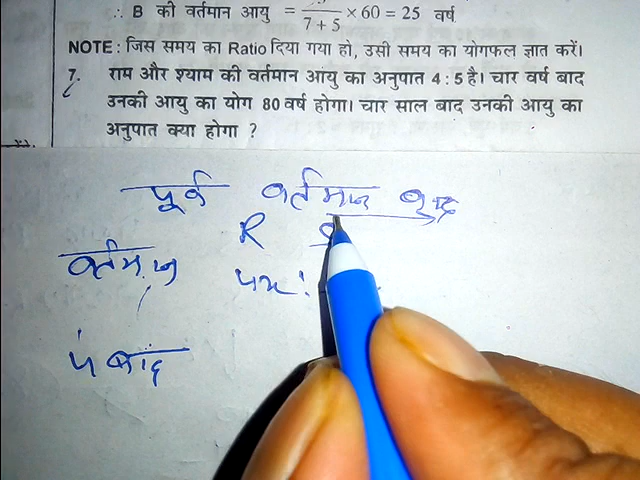 ∴ B की वर्तमान आयु = /7 + 5 × 60 = 25 वर्ष
NOTE : जिस समय का Ratio दिया गया हो, उसी समय का योगफल ज्ञात करें।
7. राम और श्याम की वर्तमान आयु का अनुपात 4 : 5 है। चार वर्ष बाद
उनकी आयु का योग 80 वर्ष होगा। चार साल बाद उनकी आयु का
अनुपात क्या होगा ?
पूर्व वर्तमान
R
वर्तमान
बाद